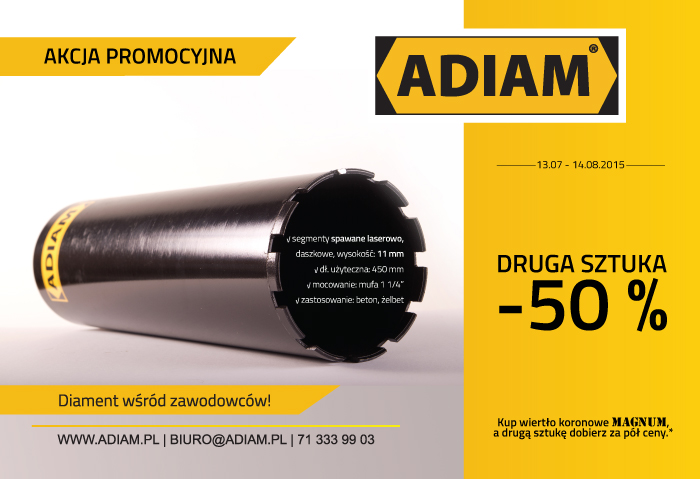 AKCJA PROMOCYJNA
ADIAM®
13.07 - 14.08.2015
ADIAM
y segmenty spawane laserowo,
daszkowe, wysokość: 11 mm
y dł. użyteczna: 450 mm
y mocowanie: mufa 1 1/4"
y zastosowanie: beton, żelbet
DRUGA SZTUKA
-50 %
Diament wśród zawodowców!
WWW.ADIAM.PL | BIURO@ADIAM.PL | 71 333 99 03
Kup wiertło koronowe MAGNUM,
a drugą sztukę dobierz za pół ceny.*